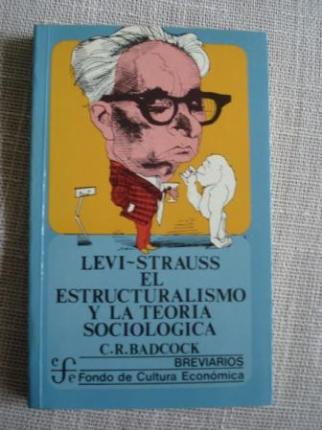 LEVI-STRAUSS
EL
ESTRUCTURALISMO
Y LA TEORIA
SOCIOLOGICA
C.R. BADCOCK
BREVIARIOS
Fondo de Cultura Económica